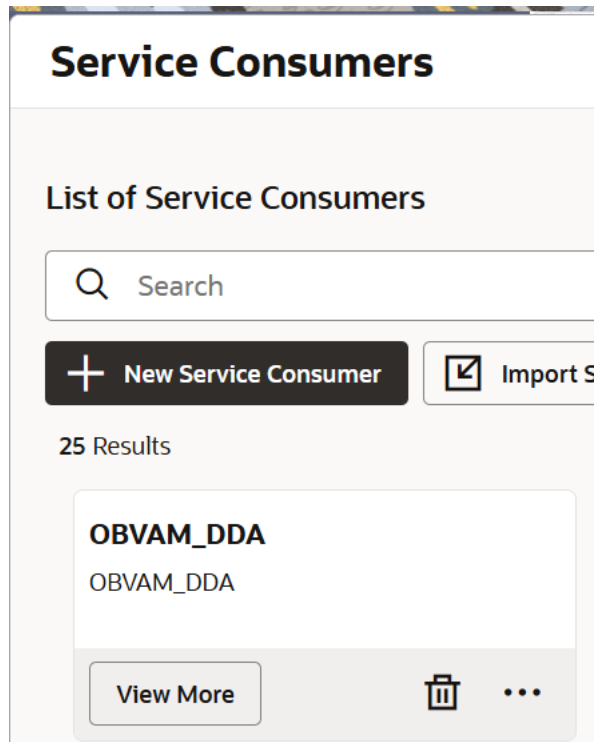 Service Consumers
List of Service Consumers
Search
New Service Consumer
Import S
25 Results
OBVAM_DDA
OBVAM_DDA
View More